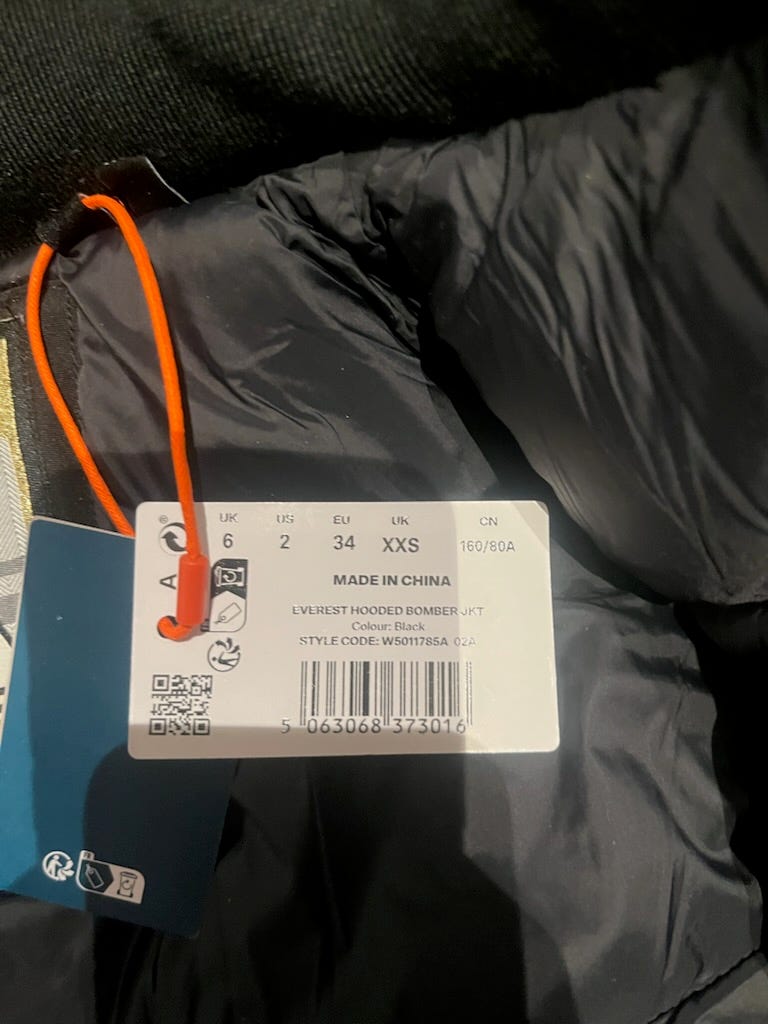 UK US EU UK CN
6 2 34 XXS 160/80A
MADE IN CHINA
EVEREST HOODED BOMBER JKT
Colour: Black
STYLE CODE: W5011785A 02A
5 063068 373016
A
FR